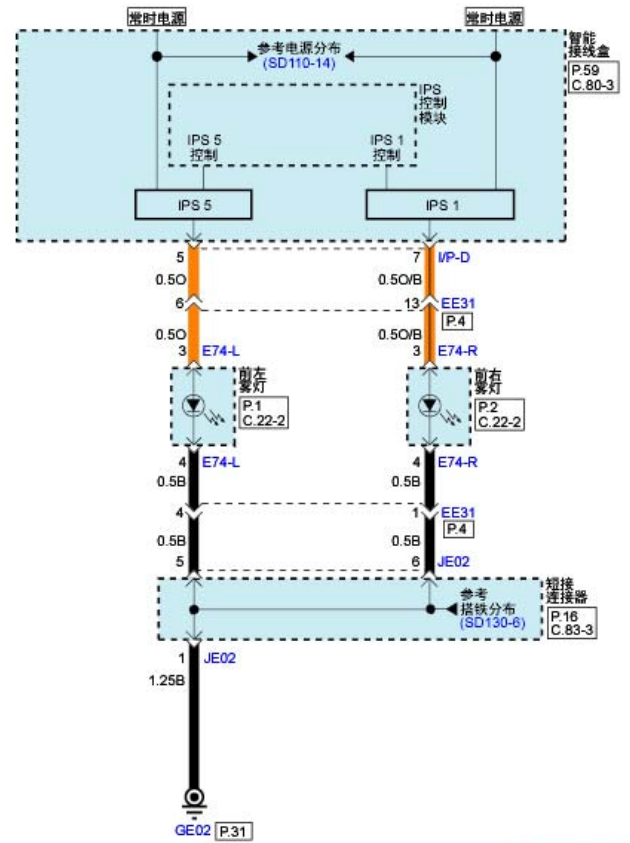 常时电源
常时电源
智能
接线盒
P.59
C.80-3
参考电源分布
(SD110-14)
IPS
控制
模块
IPS 5
控制
IPS 1
控制
IPS 5
IPS 1
5
7
I/P-D
0.5O
0.5O/B
6
13
EE31
P.4
0.5O
0.5O/B
3
E74-L
3
E74-R
前左
雾灯
P.1
C.22-2
前右
雾灯
P.2
C.22-2
4
E74-L
4
E74-R
0.5B
0.5B
4
1
EE31
P.4
0.5B
0.5B
5
6
JE02
短接
连接器
P.16
C.83-3
参考
搭铁分布
(SD130-6)
1
JE02
1.25B
GE02
P.31